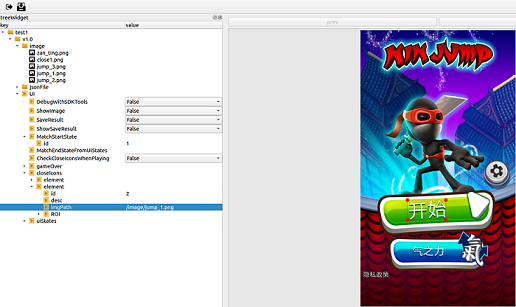 treeWidget
key value
test1
v1.0
image
zan_ting.png
close1.png
jump_3.png
jump_1.png
jump_2.png
jsonFile
UI
DebugWithSDKTools False
ShowImage False
SaveResult False
ShowSaveResult False
MatchStartState
id 1
MatchEndStateFromUIStates
CheckCloseIconsWhenPlaying False
gameOver
closeIcons
element
element
id 2
desc
imgPath /image/jump_1.png
ROI
uiStates
prev
NINJUMP
开始
气之力
氣
隐私政策